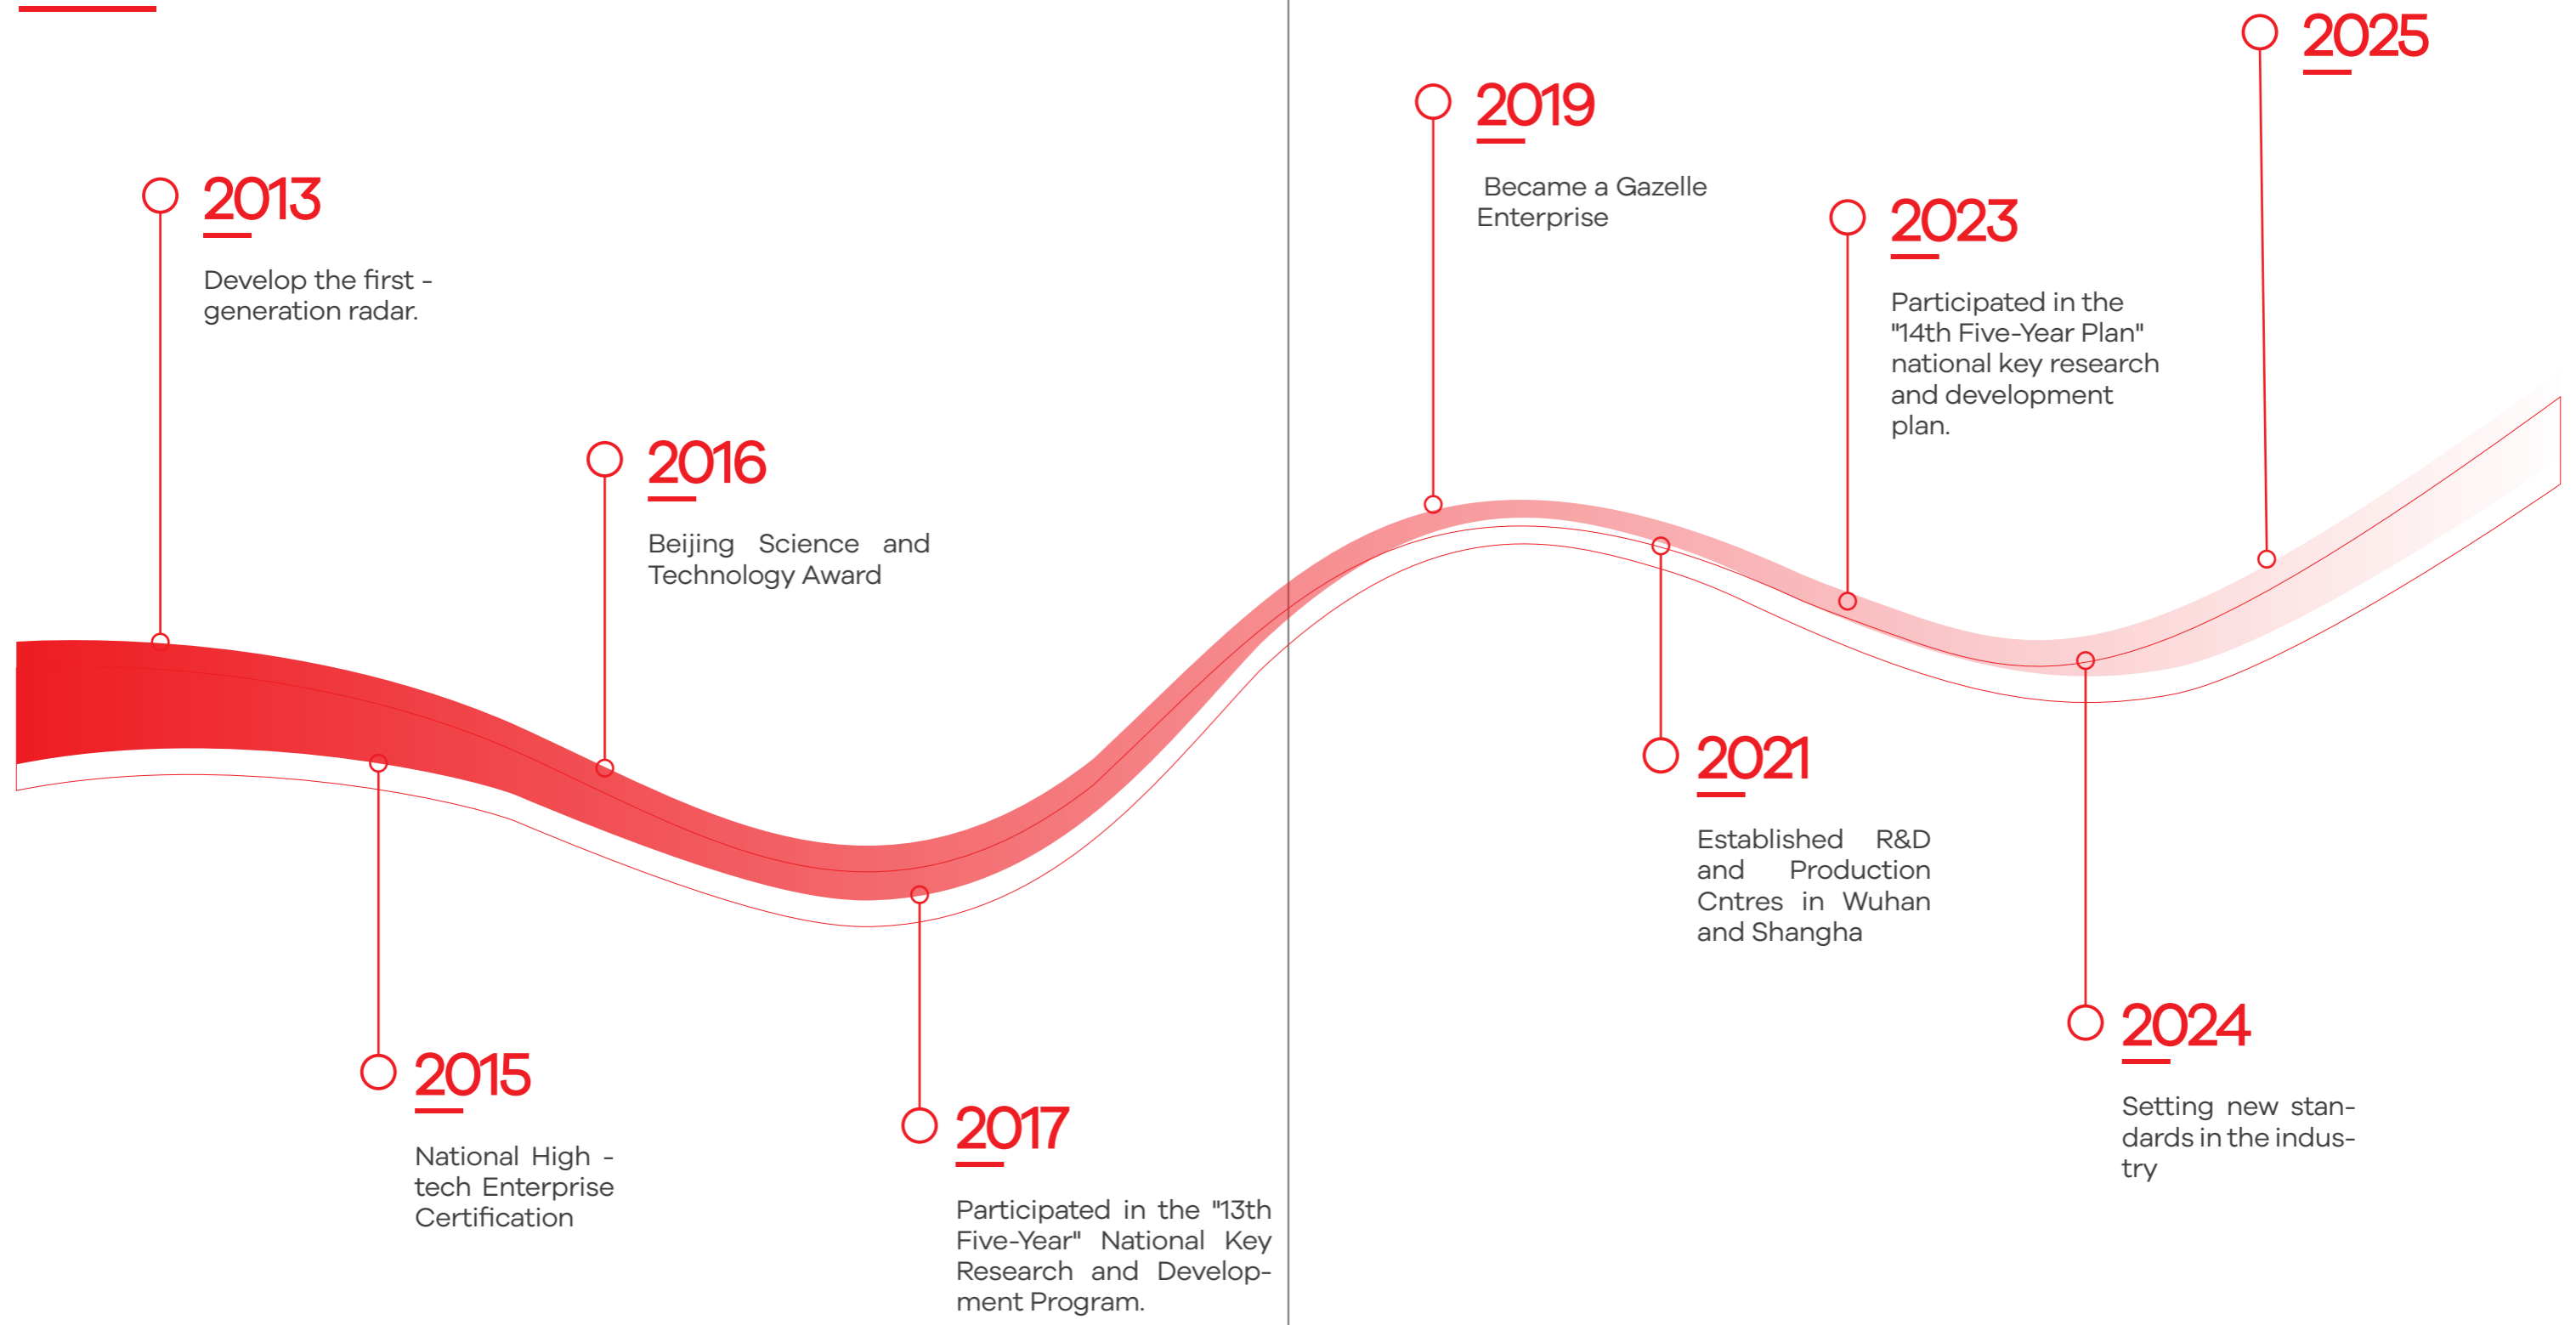 2013
Develop the first -
generation radar.
2015
National High -
tech Enterprise
Certification
2016
Beijing Science and
Technology Award
2017
Participated in the "13th
Five-Year" National Key
Research and Develop-
ment Program.
2019
Became a Gazelle
Enterprise
2021
Established R&D
and Production
Cntres in Wuhan
and Shangha
2023
Participated in the
"14th Five-Year Plan"
national key research
and development
plan.
2024
Setting new stan-
dards in the indus-
try
2025